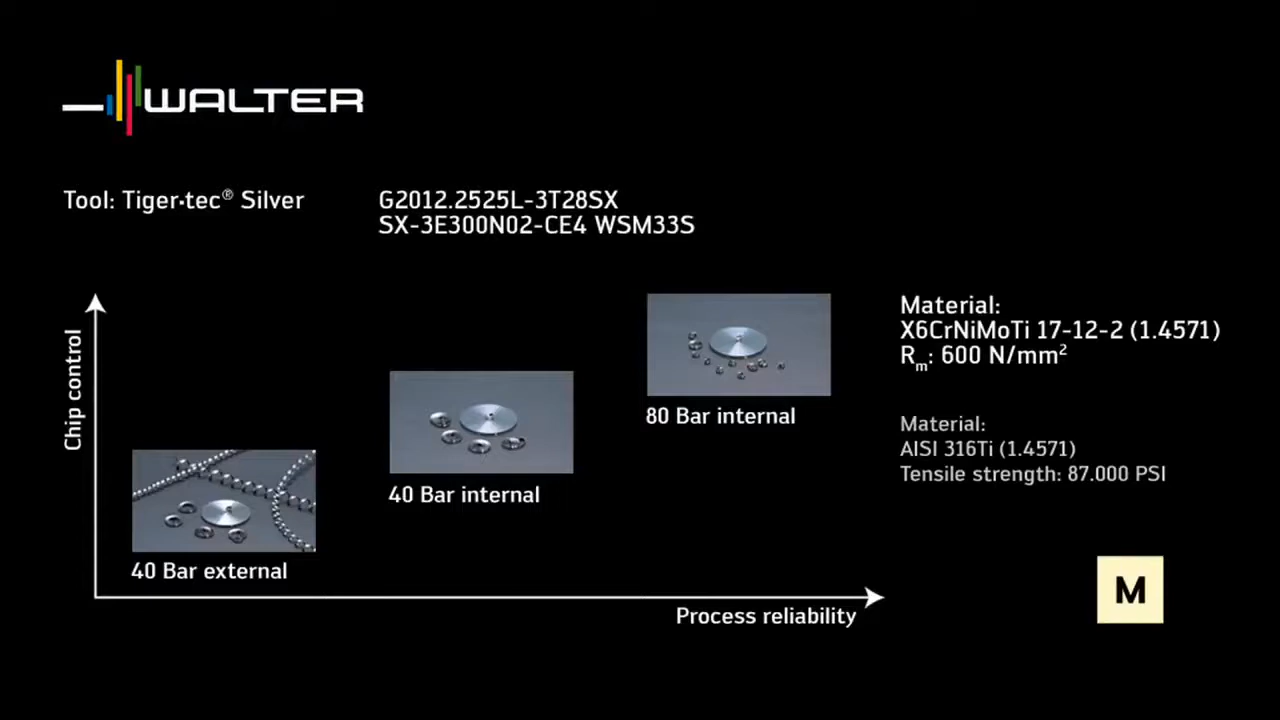 WALTER
Tool: Tiger·tec® Silver
G2012.2525L-3T28SX
SX-3E300N02-CE4 WSM33S
Chip control
40 Bar external
40 Bar internal
80 Bar internal
Process reliability
Material:
X6CrNiMoTi 17-12-2 (1.4571)
Rₘ: 600 N/mm²
Material:
AISI 316Ti (1.4571)
Tensile strength: 87.000 PSI
M